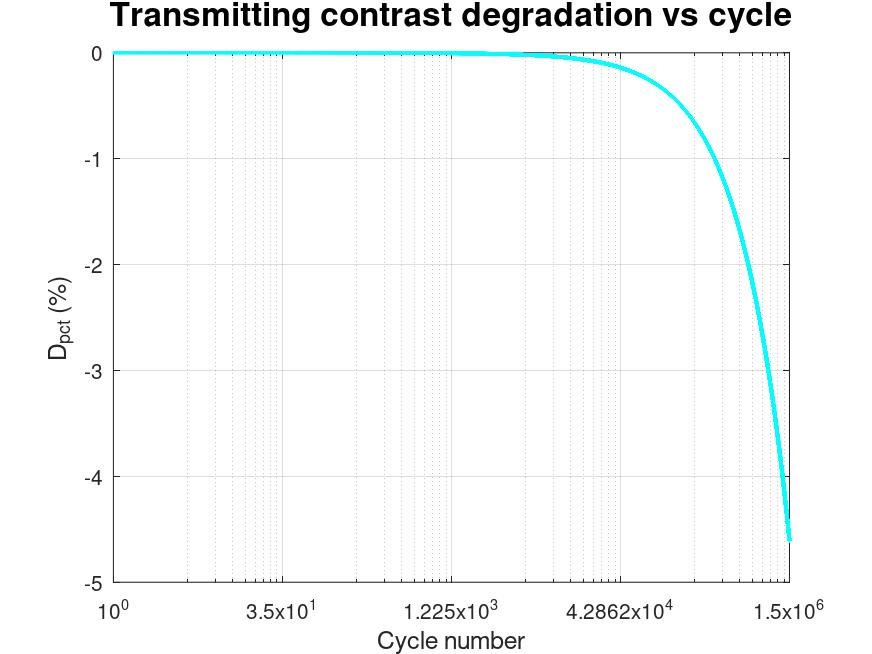 Transmitting contrast degradation vs cycle
0
-1
-2
-3
-4
-5
D_pct (%)
10^0
3.5x10^1
1.225x10^3
4.2862x10^4
1.5x10^6
Cycle number